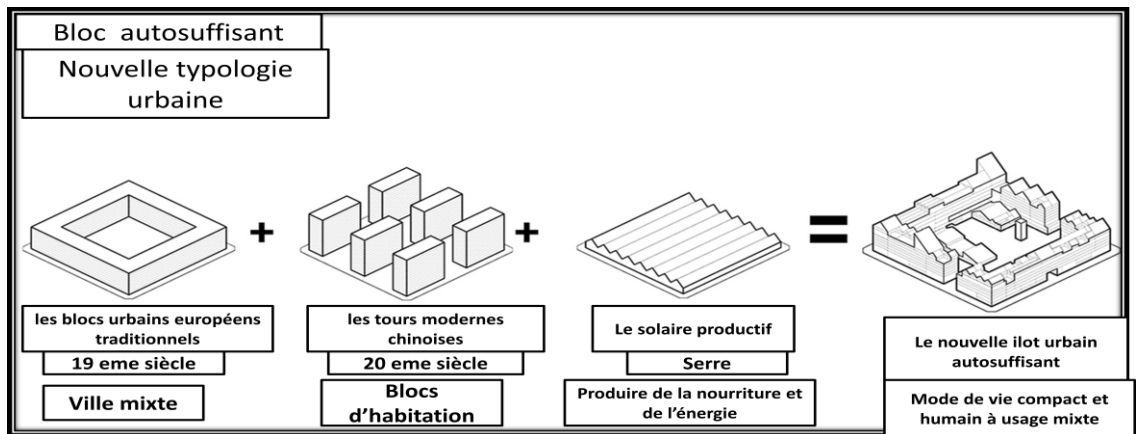 Bloc autosuffisant
Nouvelle typologie
urbaine
+
+
=
les blocs urbains européens
traditionnels
19 eme siècle
Ville mixte
les tours modernes
chinoises
20 eme siècle
Blocs
d'habitation
Le solaire productif
Serre
Produire de la nourriture et
de l'énergie
Le nouvelle ilot urbain
autosuffisant
Mode de vie compact et
humain à usage mixte